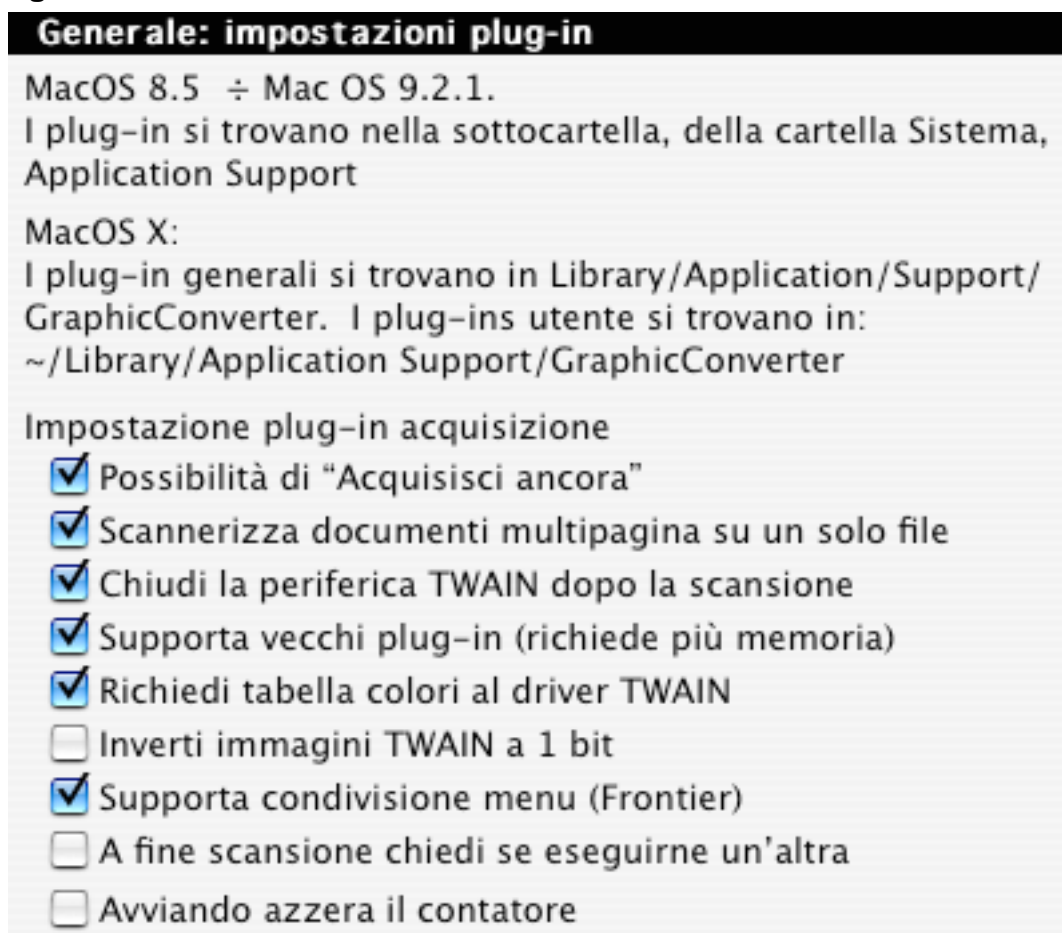 Generale: impostazioni plug-in
MacOS 8.5 ÷ Mac OS 9.2.1.
I plug-in si trovano nella sottocartella, della cartella Sistema,
Application Support
MacOS X:
I plug-in generali si trovano in Library/Application/Support/
GraphicConverter. I plug-ins utente si trovano in:
~/Library/Application Support/GraphicConverter
Impostazione plug-in acquisizione
Possibilità di “Acquisisci ancora”
Scannerizza documenti multipagina su un solo file
Chiudi la periferica TWAIN dopo la scansione
Supporta vecchi plug-in (richiede più memoria)
Richiedi tabella colori al driver TWAIN
Inverti immagini TWAIN a 1 bit
Supporta condivisione menu (Frontier)
A fine scansione chiedi se eseguirne un’altra
Avviando azzera il contatore